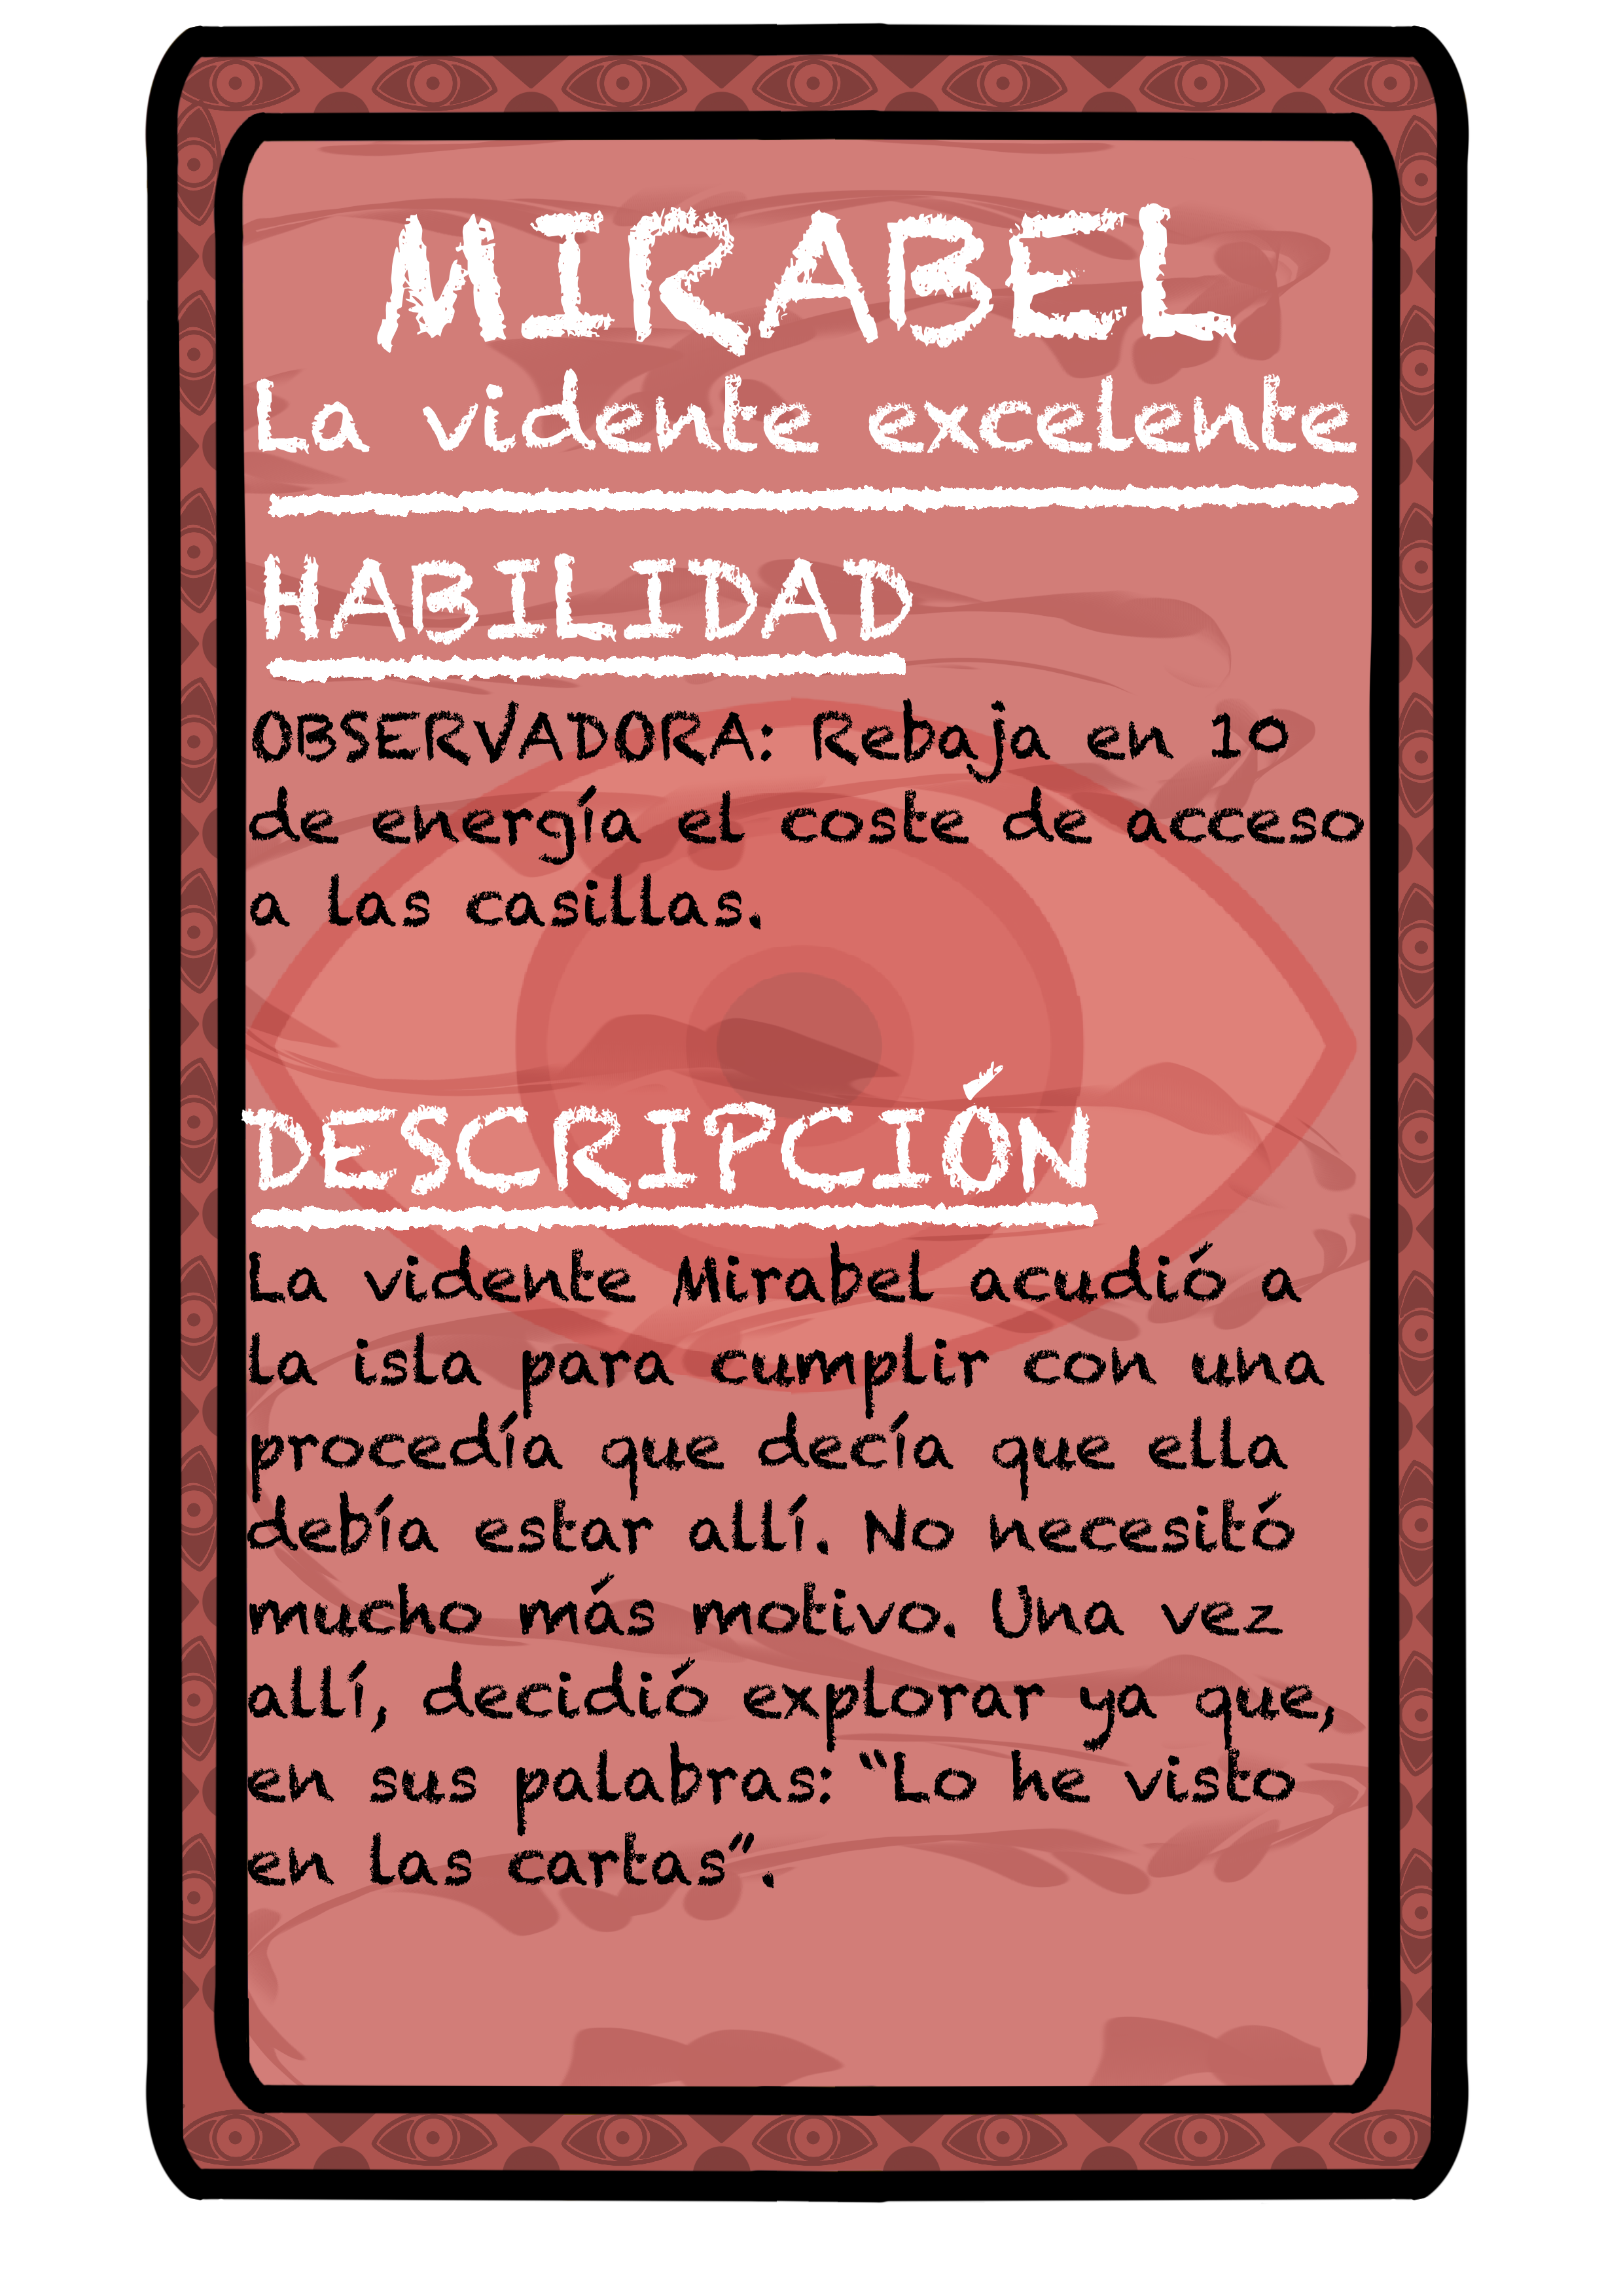 MIRABEL
La vidente excelente
HABILIDAD
OBSERVADORA: Rebaja en 10
de energía el coste de acceso
a las casillas.
DESCRIPCIÓN
La vidente Mirabel acudió a
la isla para cumplir con una
procedía que decía que ella
debía estar allí. No necesitó
mucho más motivo. Una vez
allí, decidió explorar ya que,
en sus palabras: “Lo he visto
en las cartas”.